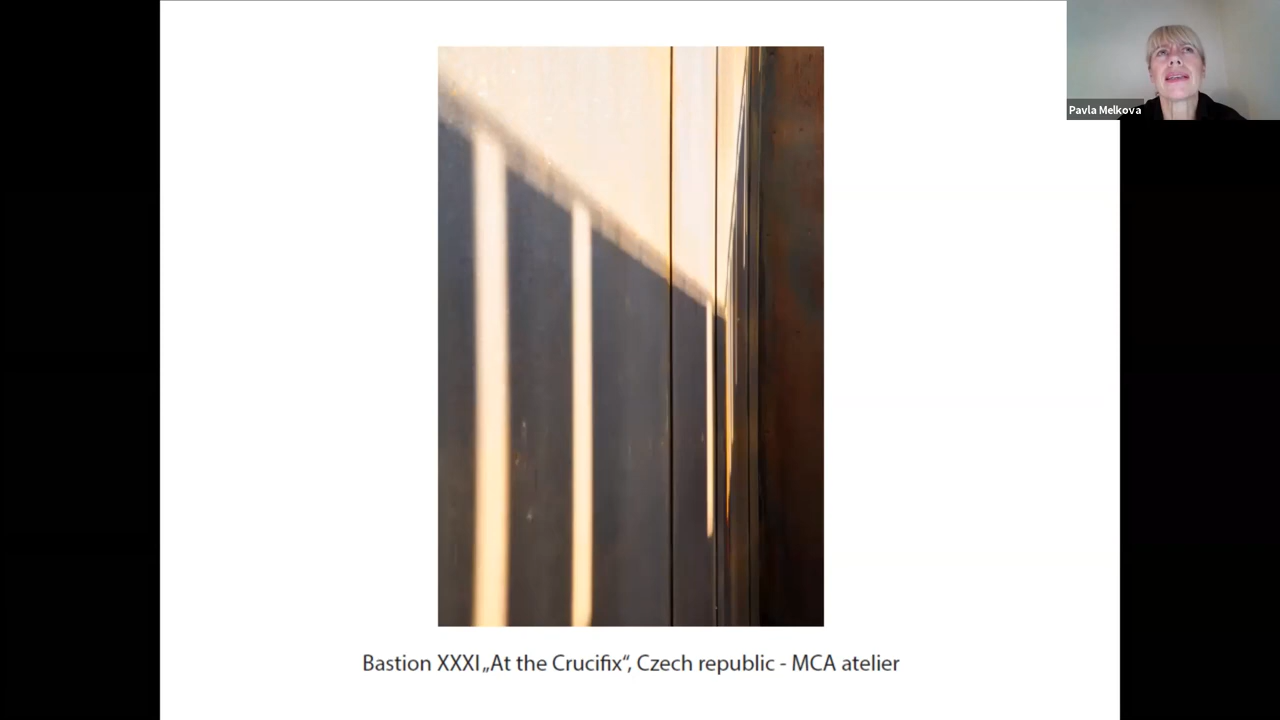 Pavla Melkova
Bastion XXXI „At the Crucifix“, Czech republic - MCA atelier